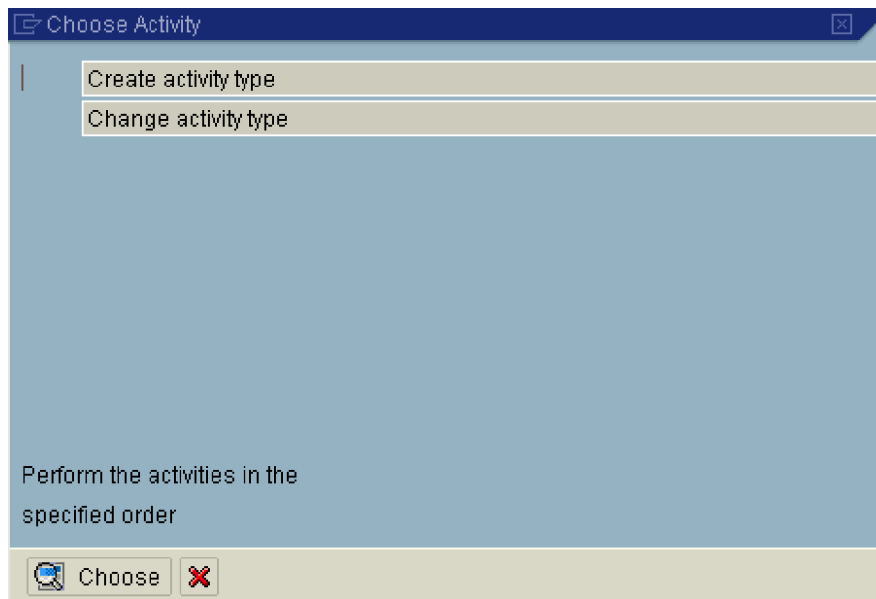 Choose Activity
Create activity type
Change activity type
Perform the activities in the
specified order
Choose